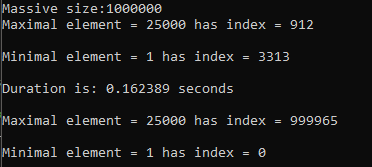 Massive size:1000000
Maximal element = 25000 has index = 912
Minimal element = 1 has index = 3313
Duration is: 0.162389 seconds
Maximal element = 25000 has index = 999965
Minimal element = 1 has index = 0